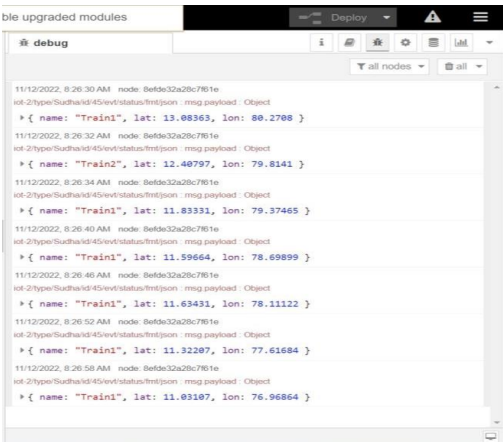 ble upgraded modules
Deploy
debug
i
all nodes
all
11/12/2022, 8:26:30 AM node: 8efde32a28c7f61e
iot-2/type/Sudha/id/45/evt/status/fmt/json : msg.payload : Object
{ name: "Train1", lat: 13.08363, lon: 80.2708 }
11/12/2022, 8:26:32 AM node: 8efde32a28c7f61e
iot-2/type/Sudha/id/45/evt/status/fmt/json : msg.payload : Object
{ name: "Train2", lat: 12.40797, lon: 79.8141 }
11/12/2022, 8:26:34 AM node: 8efde32a28c7f61e
iot-2/type/Sudha/id/45/evt/status/fmt/json : msg.payload : Object
{ name: "Train1", lat: 11.83331, lon: 79.37465 }
11/12/2022, 8:26:40 AM node: 8efde32a28c7f61e
iot-2/type/Sudha/id/45/evt/status/fmt/json : msg.payload : Object
{ name: "Train1", lat: 11.59664, lon: 78.69899 }
11/12/2022, 8:26:46 AM node: 8efde32a28c7f61e
iot-2/type/Sudha/id/45/evt/status/fmt/json : msg.payload : Object
{ name: "Train1", lat: 11.63431, lon: 78.11122 }
11/12/2022, 8:26:52 AM node: 8efde32a28c7f61e
iot-2/type/Sudha/id/45/evt/status/fmt/json : msg.payload : Object
{ name: "Train1", lat: 11.32207, lon: 77.61684 }
11/12/2022, 8:26:58 AM node: 8efde32a28c7f61e
iot-2/type/Sudha/id/45/evt/status/fmt/json : msg.payload : Object
{ name: "Train1", lat: 11.03107, lon: 76.96864 }